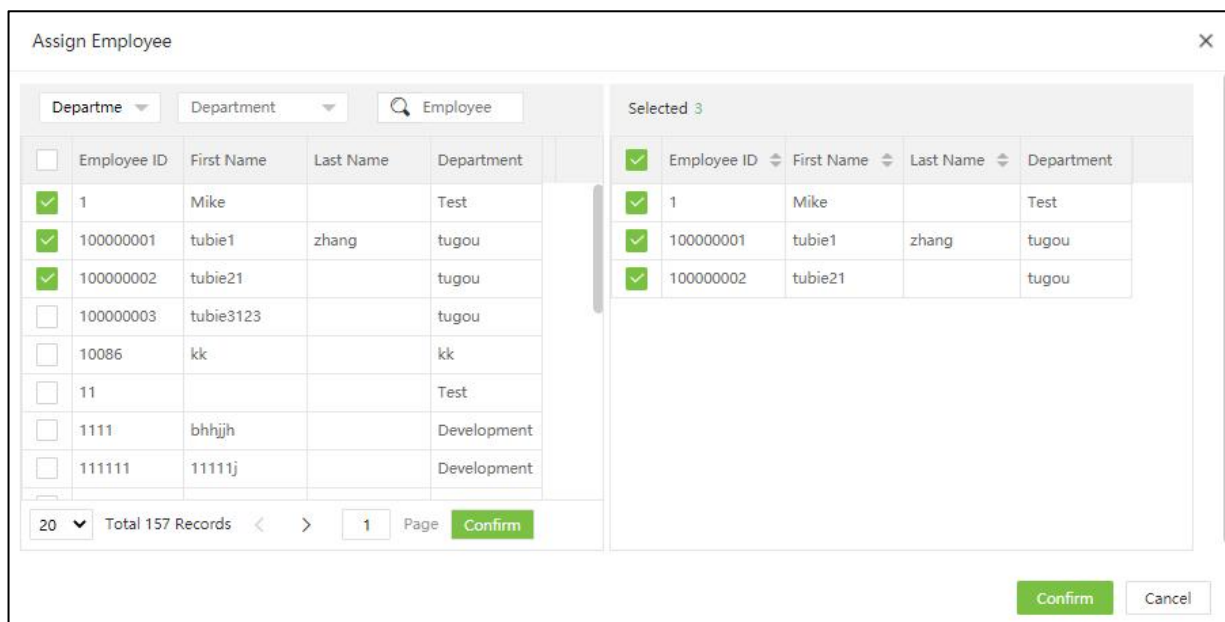 Assign Employee
Departme Department Employee
Employee ID First Name Last Name Department
1 Mike Test
100000001 tubie1 zhang tugou
100000002 tubie21 tugou
100000003 tubie3123 tugou
10086 kk kk
11 Test
1111 bhhjjh Development
111111 11111j Development
20 Total 157 Records < > 1 Page Confirm
Selected 3
Employee ID First Name Last Name Department
1 Mike Test
100000001 tubie1 zhang tugou
100000002 tubie21 tugou
Confirm Cancel